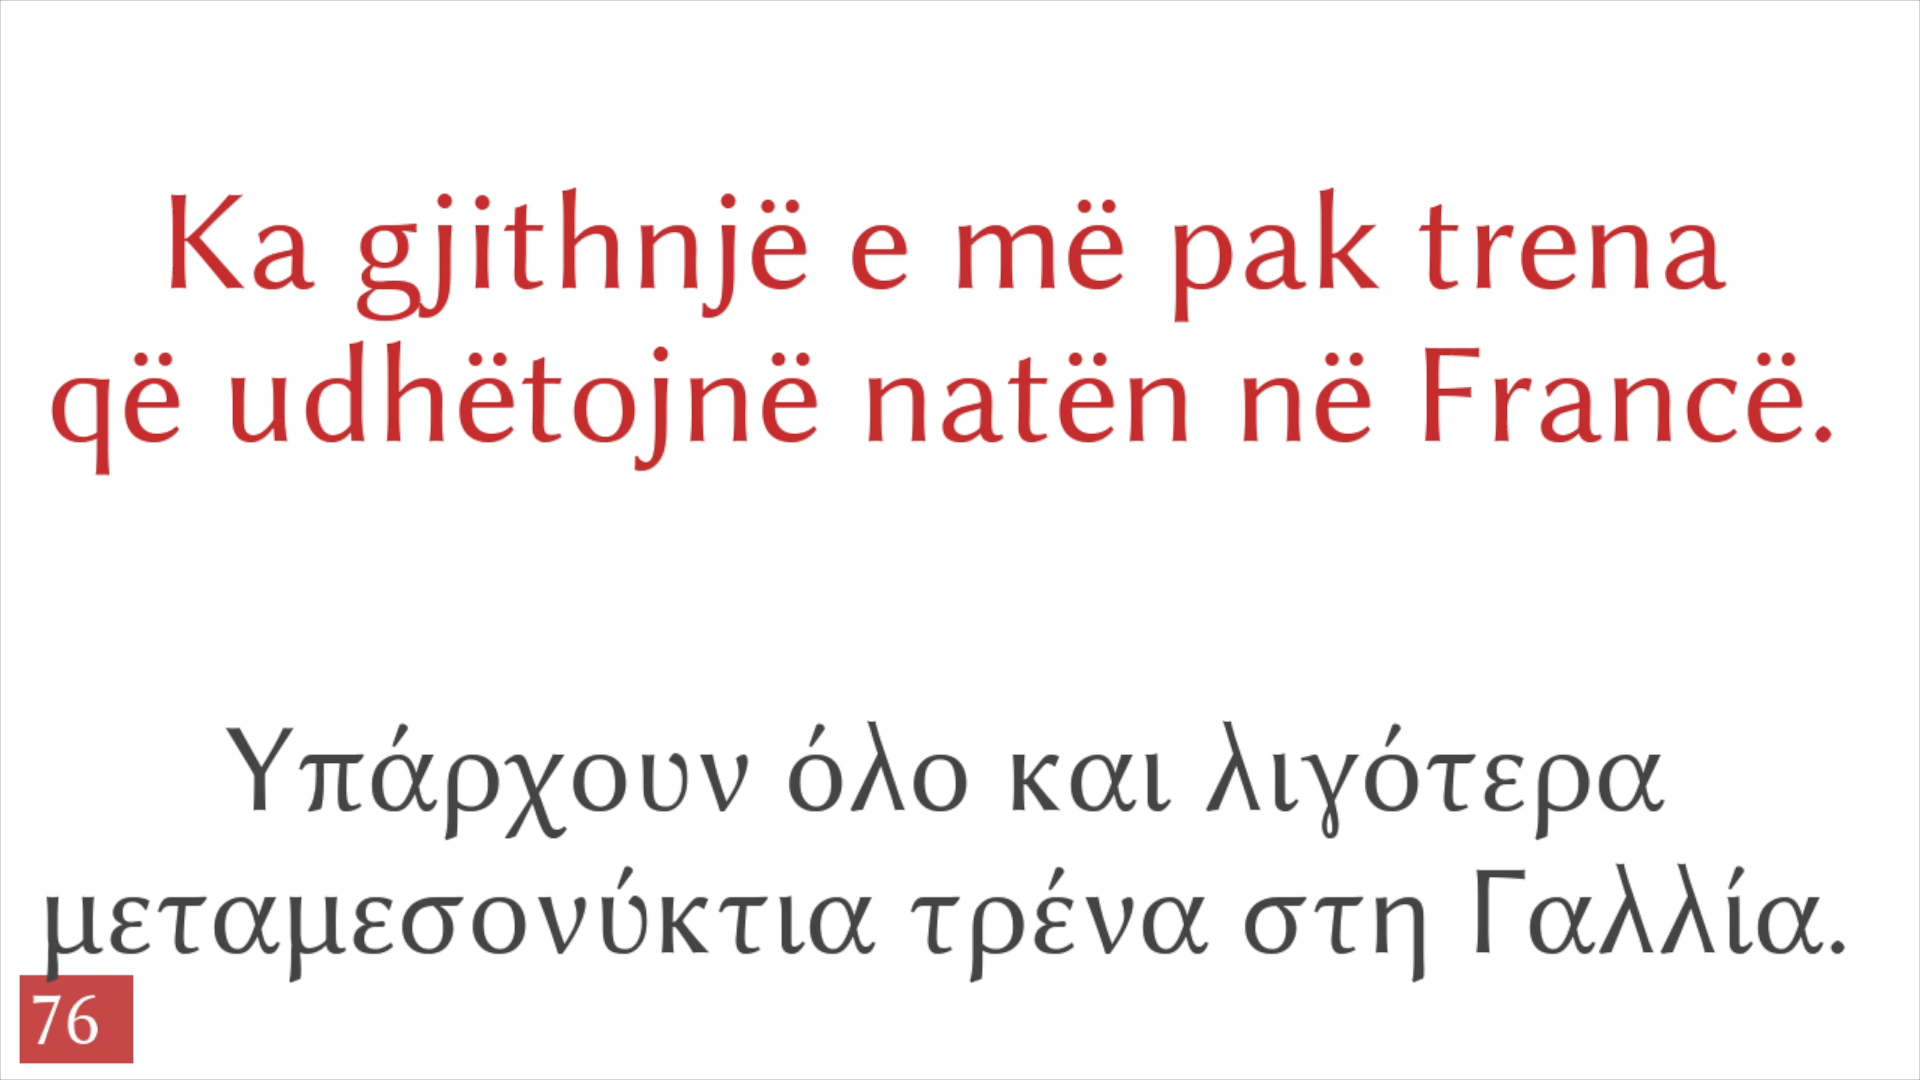 Ka gjithnjë e më pak trena
që udhëtojnë natën në Francë.
Υπάρχουν όλο και λιγότερα
μεταμεσονύκτια τρένα στη Γαλλία.
76